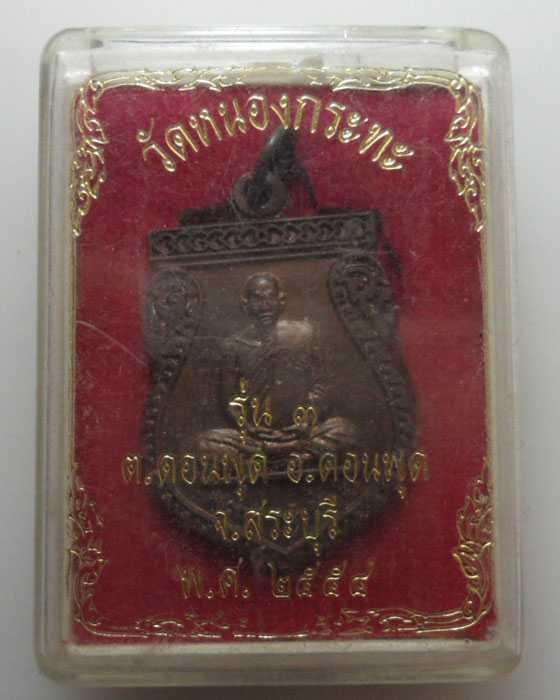 วัดหนองกระทะ
รุ่น ๓
ต.ดอนพุด อ.ดอนพุด
จ.สระบุรี
พ.ศ. ๒๕๕๔